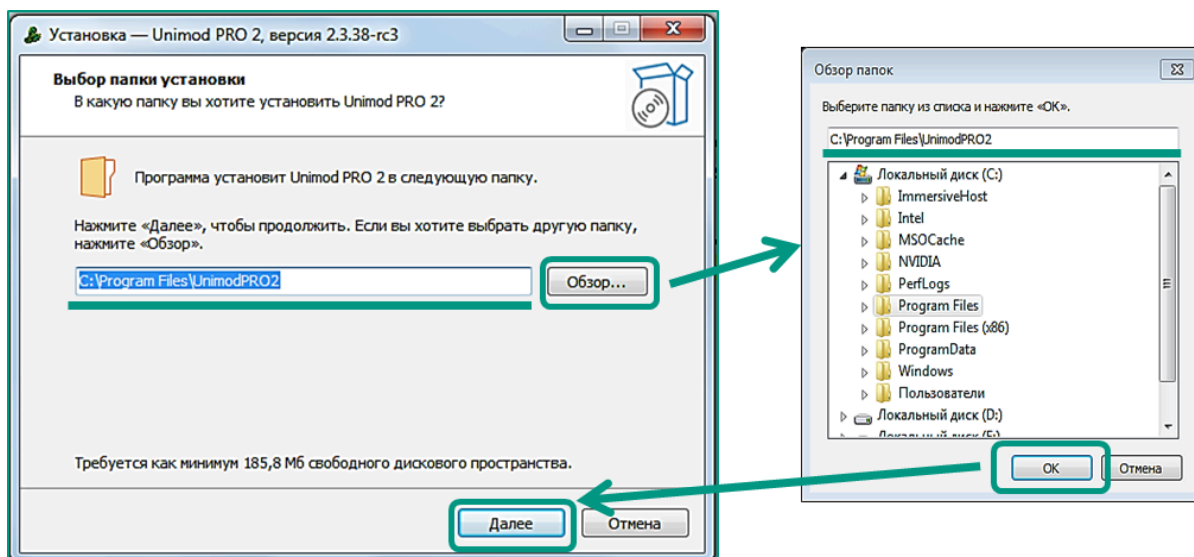 Установка — Unimod PRO 2, версия 2.3.38-rc3
Выбор папки установки
В какую папку вы хотите установить Unimod PRO 2?
Программа установит Unimod PRO 2 в следующую папку.
Нажмите «Далее», чтобы продолжить. Если вы хотите выбрать другую папку,
нажмите «Обзор».
C:\Program Files\UnimodPRO2
Обзор...
Требуется как минимум 185,8 Мб свободного дискового пространства.
Далее
Отмена
Обзор папок
Выберите папку из списка и нажмите «ОК».
C:\Program Files\UnimodPRO2
Локальный диск (C:)
ImmersiveHost
Intel
MSOCache
NVIDIA
PerfLogs
Program Files
Program Files (x86)
ProgramData
Windows
Пользователи
Локальный диск (D:)
Локальный диск (E:)
ОК
Отмена